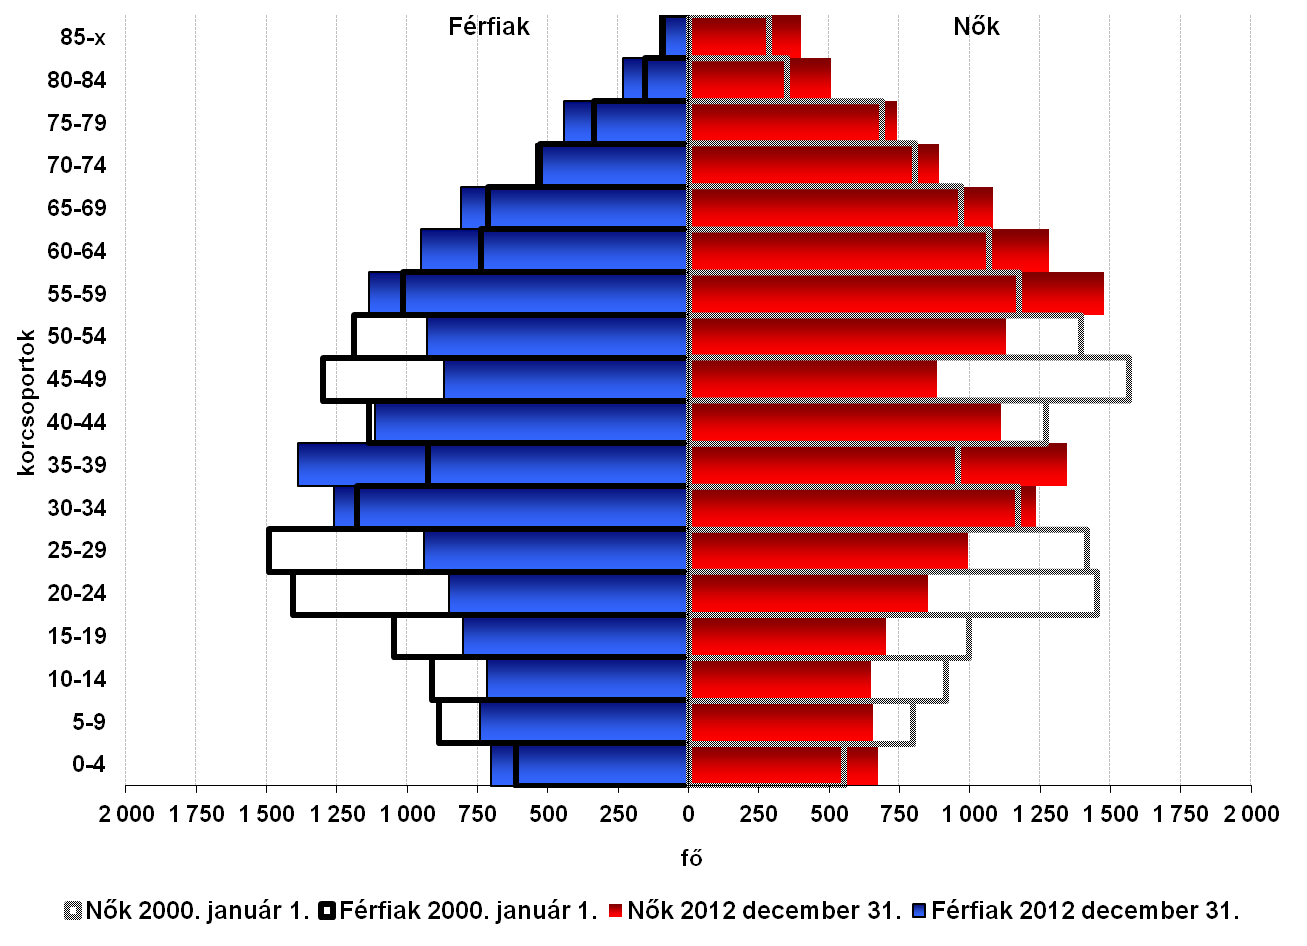 Férfiak Nők
85-x
80-84
75-79
70-74
65-69
60-64
55-59
50-54
45-49
40-44
35-39
30-34
25-29
20-24
15-19
10-14
5-9
0-4
korcsoportok
2 000 1 750 1 500 1 250 1 000 750 500 250 0 250 500 750 1 000 1 250 1 500 1 750 2 000
fő
Nők 2000. január 1. Férfiak 2000. január 1. Nők 2012 december 31. Férfiak 2012 december 31.